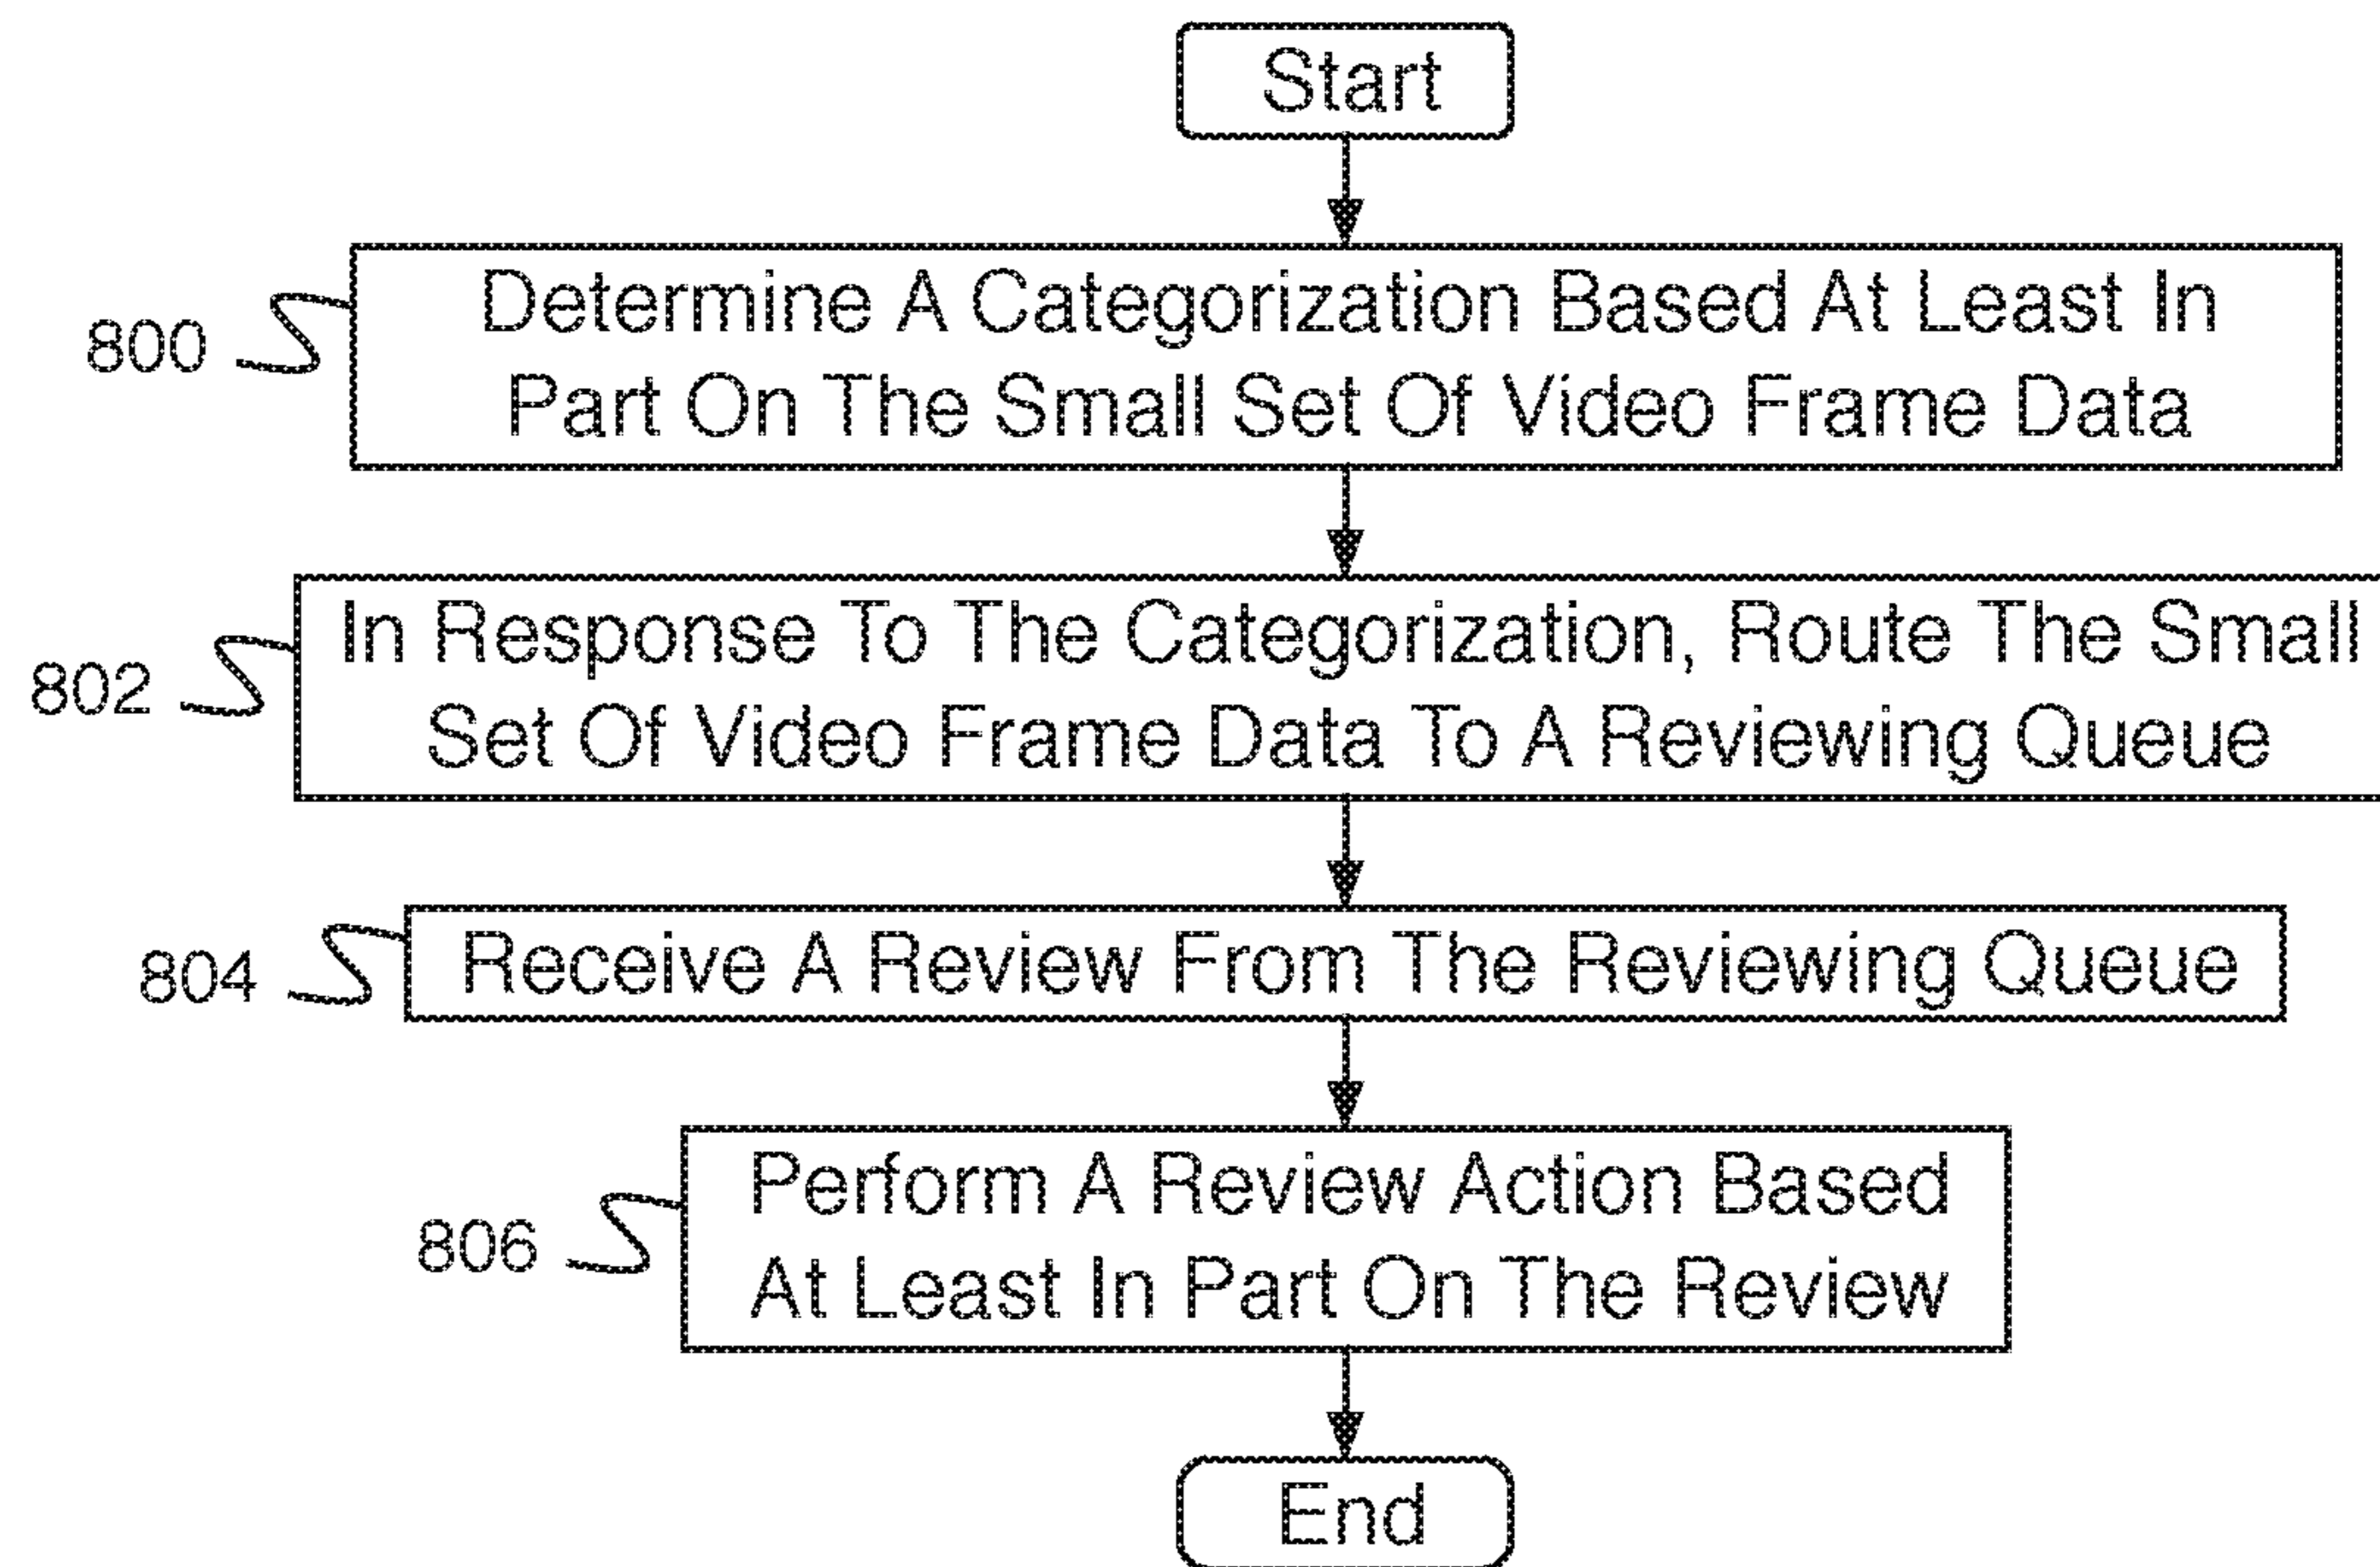 Start
800
Determine A Categorization Based At Least In
Part On The Small Set Of Video Frame Data
802
In Response To The Categorization, Route The Small
Set Of Video Frame Data To A Reviewing Queue
804
Receive A Review From The Reviewing Queue
806
Perform A Review Action Based
At Least In Part On The Review
End